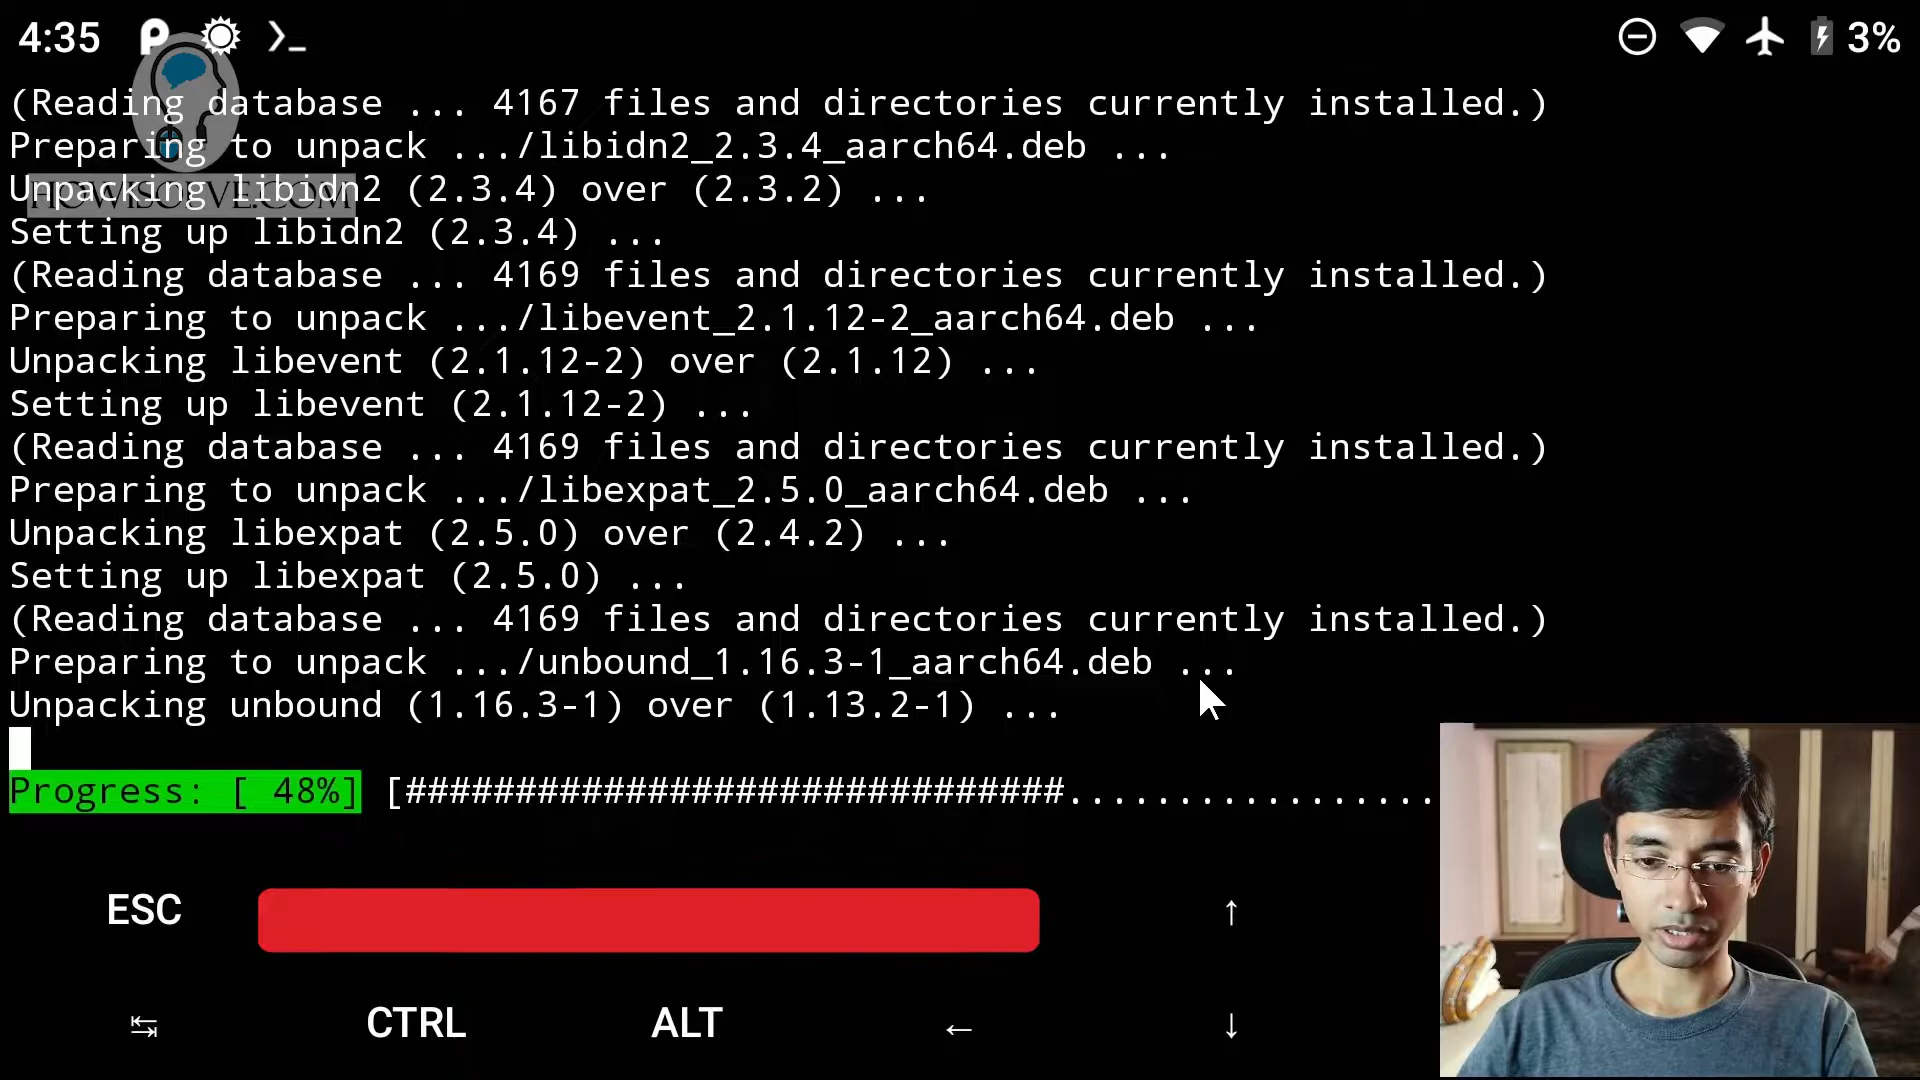 4:35 3%
(Reading database ... 4167 files and directories currently installed.)
Preparing to unpack .../libidn2_2.3.4_aarch64.deb ...
Unpacking libidn2 (2.3.4) over (2.3.2) ...
HOWISOLVE.COM
Setting up libidn2 (2.3.4) ...
(Reading database ... 4169 files and directories currently installed.)
Preparing to unpack .../libevent_2.1.12-2_aarch64.deb ...
Unpacking libevent (2.1.12-2) over (2.1.12) ...
Setting up libevent (2.1.12-2) ...
(Reading database ... 4169 files and directories currently installed.)
Preparing to unpack .../libexpat_2.5.0_aarch64.deb ...
Unpacking libexpat (2.5.0) over (2.4.2) ...
Setting up libexpat (2.5.0) ...
(Reading database ... 4169 files and directories currently installed.)
Preparing to unpack .../unbound_1.16.3-1_aarch64.deb ...
Unpacking unbound (1.16.3-1) over (1.13.2-1) ...
Progress: [ 48%] [##############################.................
ESC ↑
↹ CTRL ALT ← ↓